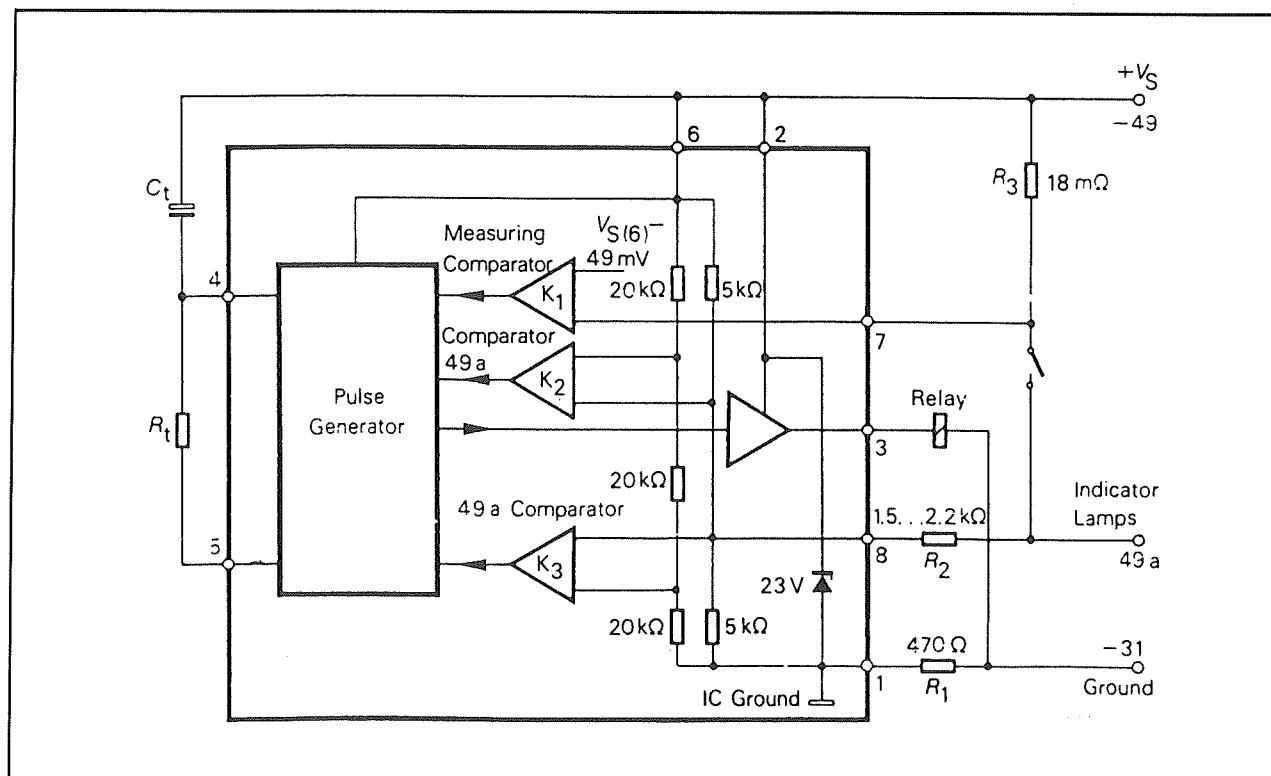 +VS
−49
6
2
Ct
R3
18 mΩ
VS(6)−
49 mV
Measuring
Comparator
K1
20 kΩ
5 kΩ
4
7
Comparator
49 a
K2
Pulse
Generator
Relay
Rt
3
20 kΩ
49 a Comparator
1.5. . .2.2 kΩ
Indicator
Lamps
5
K3
8
R2
49 a
23 V
20 kΩ
5 kΩ
470 Ω
−31
1
R1
Ground
IC Ground